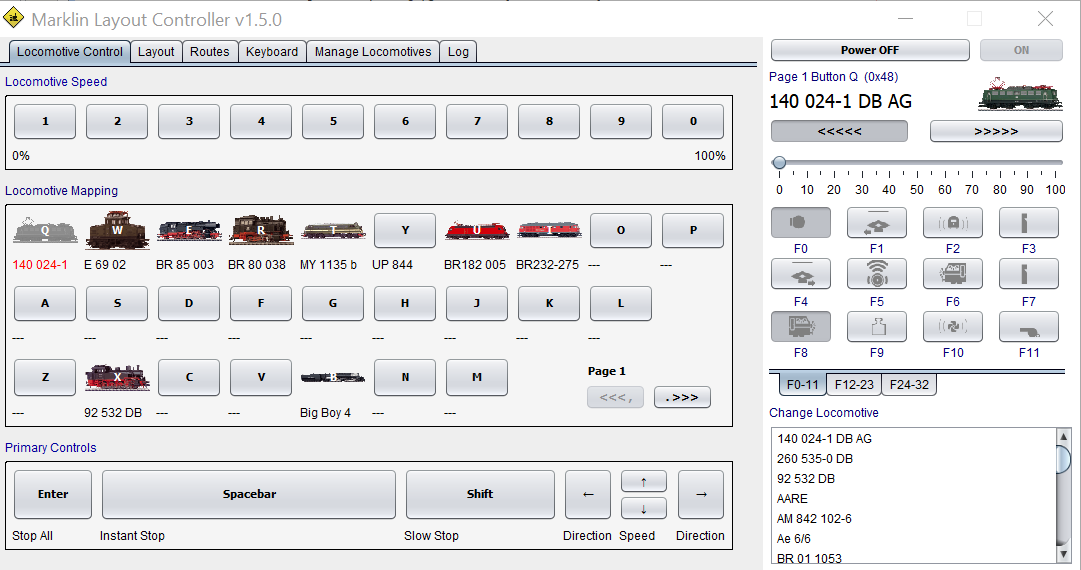 Marklin Layout Controller v1.5.0
Locomotive Control Layout Routes Keyboard Manage Locomotives Log
Locomotive Speed
1 2 3 4 5 6 7 8 9 0
0% 100%
Locomotive Mapping
Q W E R T Y U I O P
140 024-1 E 69 02 BR 85 003 BR 80 038 MY 1135 b UP 844 BR182 005 BR232-275 --- ---
A S D F G H J K L
--- --- --- --- --- --- --- --- ---
Z X C V B N M
--- 92 532 DB --- --- Big Boy 4 --- ---
Page 1
<<<, .>>>
Primary Controls
Enter Spacebar Shift ← ↑ ↓ →
Stop All Instant Stop Slow Stop Direction Speed Direction
Power OFF ON
Page 1 Button Q (0x48)
140 024-1 DB AG
<<<<< >>>>>
0 10 20 30 40 50 60 70 80 90 100
F0 F1 F2 F3
F4 F5 F6 F7
F8 F9 F10 F11
F0-11 F12-23 F24-32
Change Locomotive
140 024-1 DB AG
260 535-0 DB
92 532 DB
AARE
AM 842 102-6
Ae 6/6
BR 01 1053